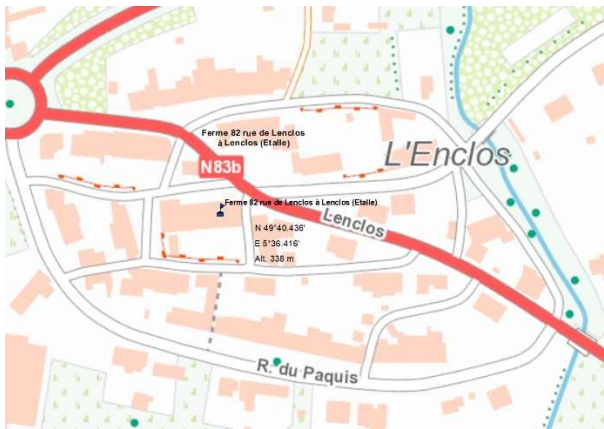 Ferme 82 rue de Lenclos
à Lenclos (Etalle)
L'Enclos
N83b
Ferme 82 rue de Lenclos à Lenclos (Etalle)
Lenclos
N 49°40.436'
E 5°36.416'
Alt. 338 m
R. du Paquis